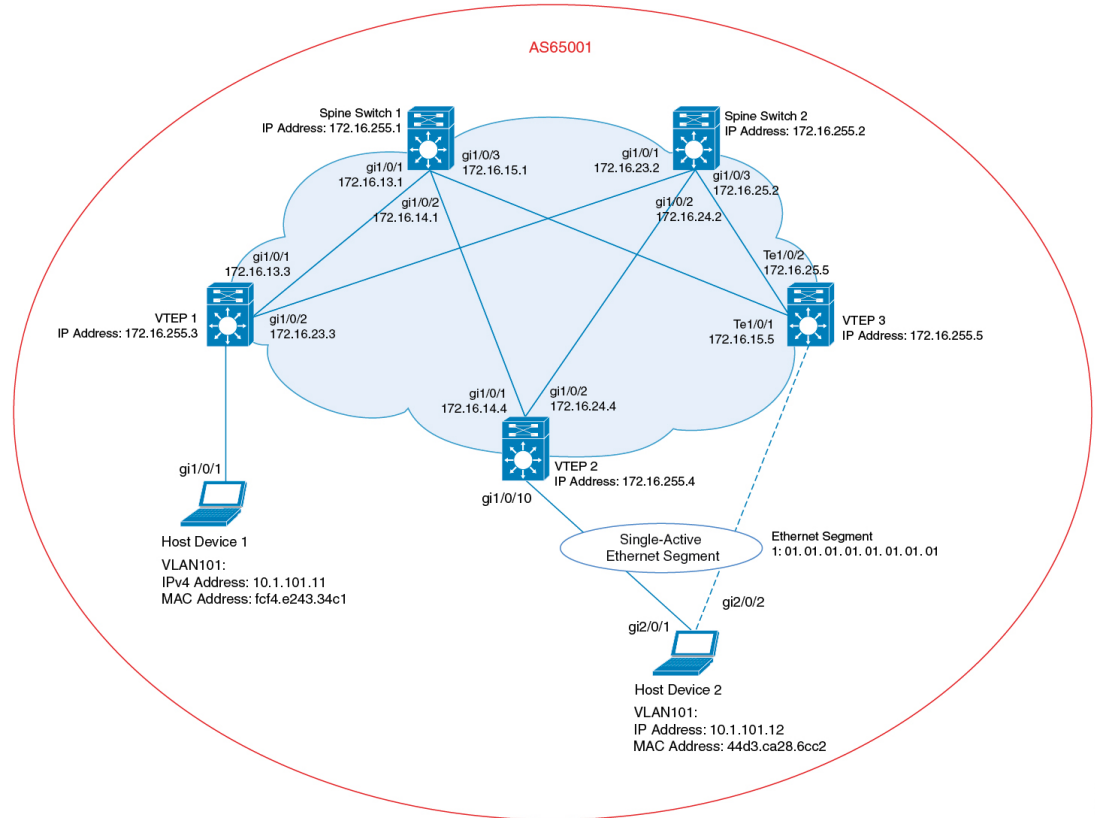 AS65001
Spine Switch 1
IP Address: 172.16.255.1
Spine Switch 2
IP Address: 172.16.255.2
gi1/0/1
172.16.13.1
gi1/0/3
172.16.15.1
gi1/0/2
172.16.14.1
gi1/0/1
172.16.23.2
gi1/0/3
172.16.25.2
gi1/0/2
172.16.24.2
gi1/0/1
172.16.13.3
Te1/0/2
172.16.25.5
VTEP 1
IP Address: 172.16.255.3
gi1/0/2
172.16.23.3
Te1/0/1
172.16.15.5
VTEP 3
IP Address: 172.16.255.5
gi1/0/1
172.16.14.4
gi1/0/2
172.16.24.4
VTEP 2
IP Address: 172.16.255.4
gi1/0/1
gi1/0/10
Host Device 1
VLAN101:
IPv4 Address: 10.1.101.11
MAC Address: fcf4.e243.34c1
Single-Active
Ethernet Segment
Ethernet Segment
1: 01.01.01.01.01.01.01.01.01
gi2/0/2
gi2/0/1
Host Device 2
VLAN101:
IP Address: 10.1.101.12
MAC Address: 44d3.ca28.6cc2